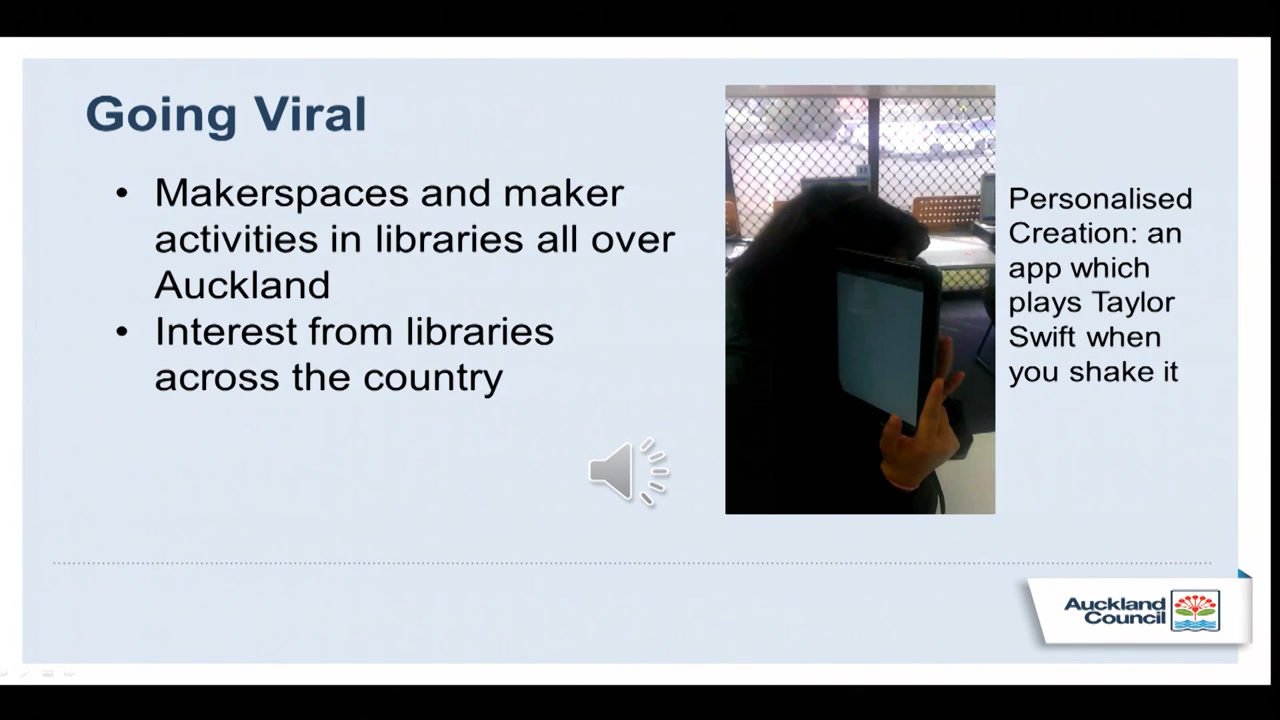 Going Viral
• Makerspaces and maker
activities in libraries all over
Auckland
• Interest from libraries
across the country
Personalised
Creation: an
app which
plays Taylor
Swift when
you shake it
Auckland
Council